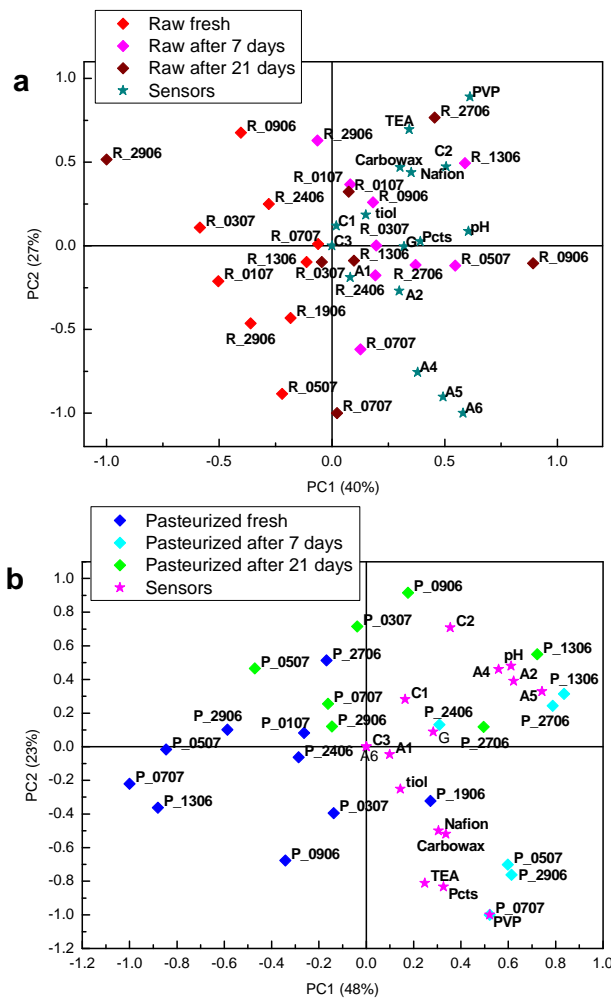 Raw fresh
Raw after 7 days
Raw after 21 days
Sensors
a
1.0
PVP
TEA
R_2706
R_0906
R_2906
R_2906
C2
R_1306
0.5
Carbowax
Nafion
R_0107
R_0107
R_2406
R_0906
tiol
R_0307
C1
R_0307
pH
R_0707
G
Pcts
0.0
C3
R_1306
R_1306
R_0307
A1
R_2706
R_0507
R_0906
R_0107
R_2406
A2
R_1906
-0.5
R_2906
R_0707
A4
R_0507
A5
A6
-1.0
R_0707
PC2 (27%)
-1.0
-0.5
0.0
0.5
1.0
PC1 (40%)
Pasteurized fresh
Pasteurized after 7 days
Pasteurized after 21 days
Sensors
b
1.0
P_0906
0.8
P_0307
C2
0.6
P_2706
pH
P_1306
P_0507
A4
A2
P_1306
0.4
A5
P_0707
C1
P_2706
0.2
P_2906
P_0107
P_2906
P_2406
P_0507
P_2406
G
P_2706
0.0
C3
A6
A1
P_0707
tiol
-0.2
P_1306
P_0307
P_1906
-0.4
Nafion
Carbowax
-0.6
P_0906
P_0507
P_2906
TEA
Pcts
-0.8
P_0707
PVP
-1.0
-1.2
PC2 (23%)
-1.2
-1.0
-0.8
-0.6
-0.4
-0.2
0.0
0.2
0.4
0.6
0.8
1.0
PC1 (48%)